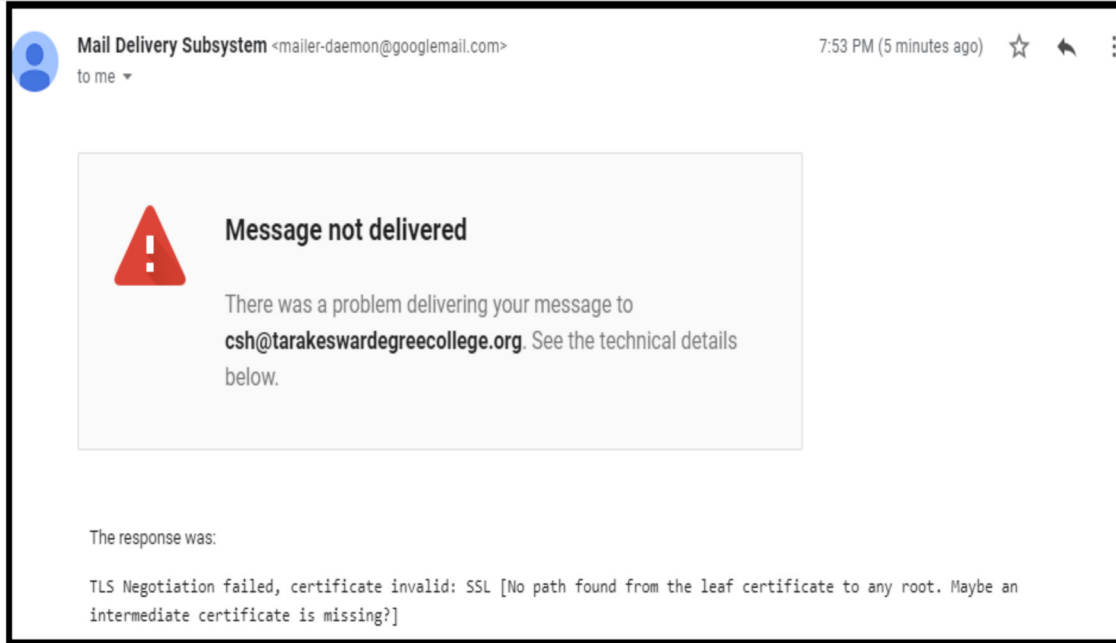 Mail Delivery Subsystem <mailer-daemon@googlemail.com> 7:53 PM (5 minutes ago)
to me
Message not delivered
There was a problem delivering your message to
csh@tarakeswardegreecollege.org. See the technical details
below.
The response was:
TLS Negotiation failed, certificate invalid: SSL [No path found from the leaf certificate to any root. Maybe an
intermediate certificate is missing?]